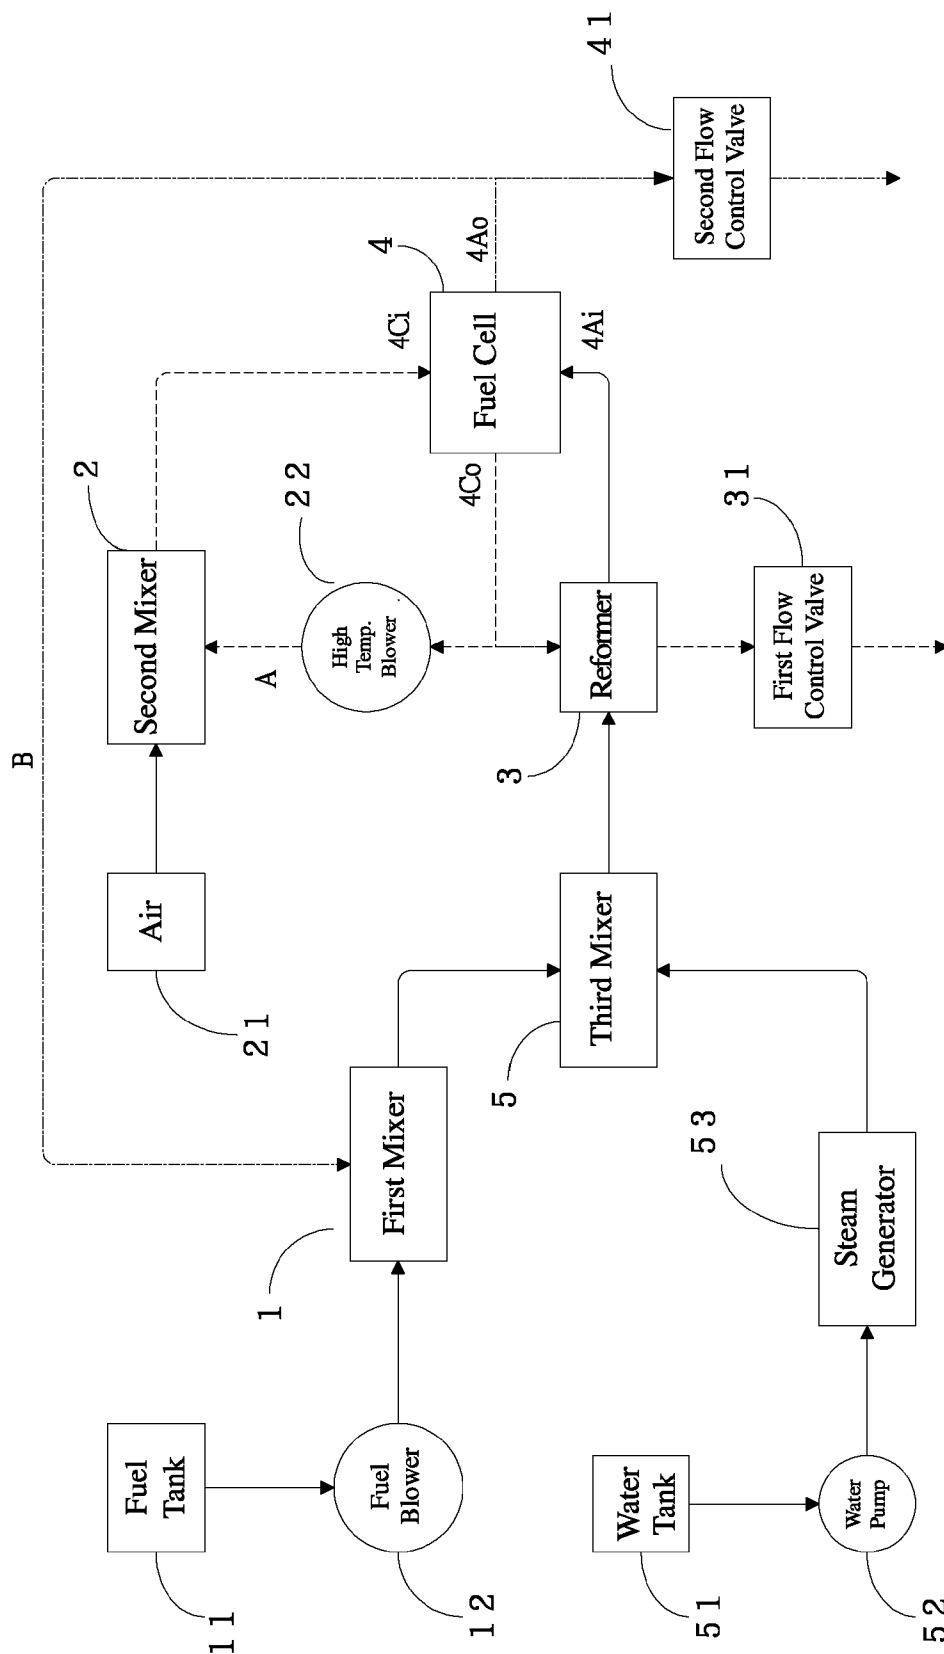 B
Fuel
Tank
11
Air
21
Second Mixer
2
4Ci
A
High
Temp.
Blower
22
Fuel
Blower
12
First Mixer
1
Fuel Cell
4
4Ao
4Co
4Ai
Second Flow
Control Valve
41
Third Mixer
5
Reformer
3
First Flow
Control Valve
31
Water
Tank
51
Water
Pump
52
Steam
Generator
53